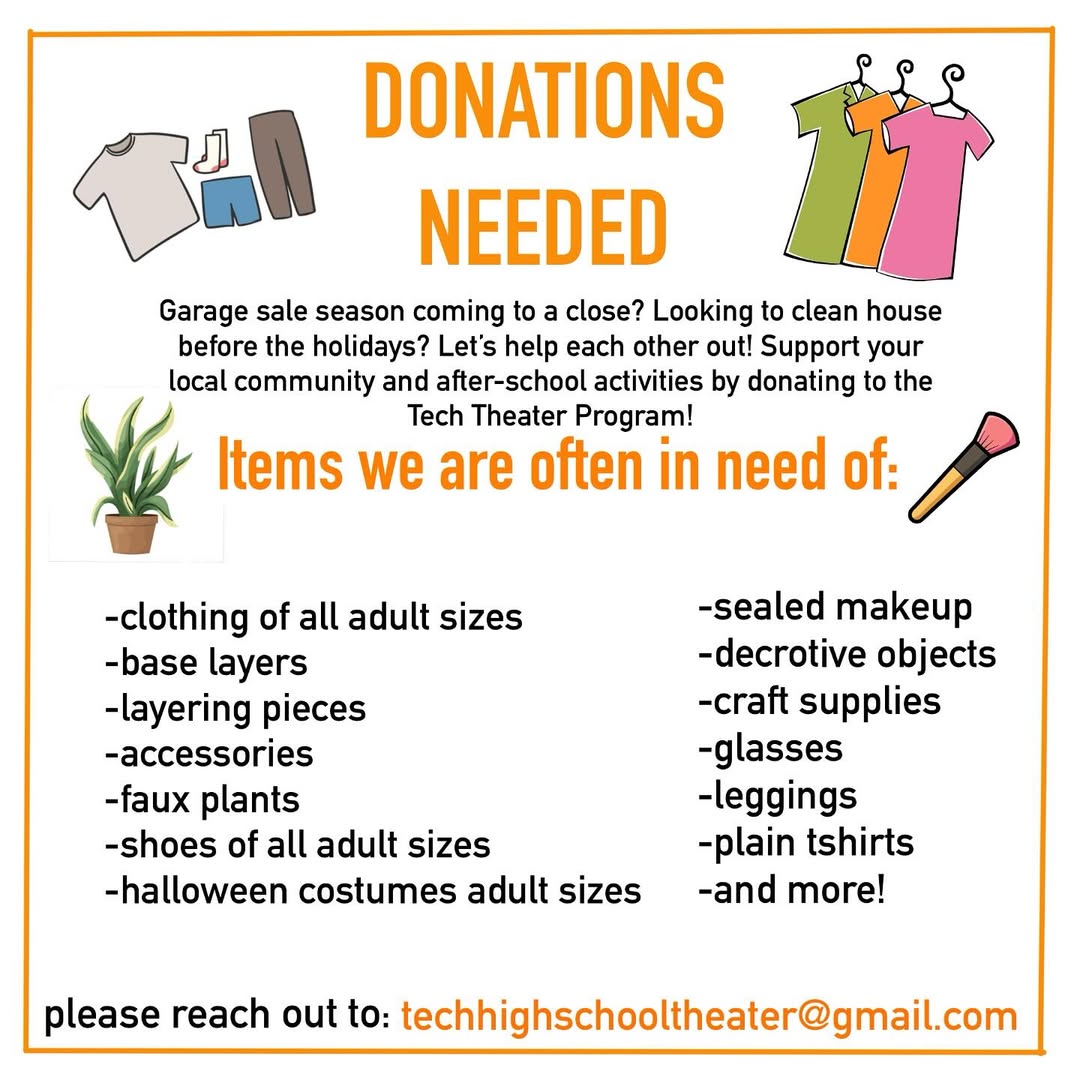 DONATIONS
NEEDED
Garage sale season coming to a close? Looking to clean house
before the holidays? Let's help each other out! Support your
local community and after-school activities by donating to the
Tech Theater Program!
Items we are often in need of:
-clothing of all adult sizes
-base layers
-layering pieces
-accessories
-faux plants
-shoes of all adult sizes
-halloween costumes adult sizes
-sealed makeup
-decrotive objects
-craft supplies
-glasses
-leggings
-plain tshirts
-and more!
please reach out to: techhighschooltheater@gmail.com